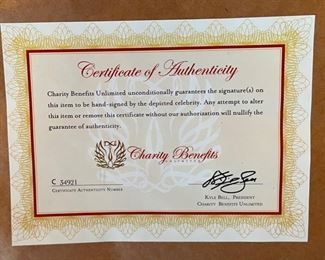 Certificate of Authenticity
Charity Benefits Unlimited unconditionally guarantees the signature(s) on
this item to be hand-signed by the depicted celebrity. Any attempt to
alter this item or remove this certificate without our authorization will nullify the
guarantee of authenticity.
Charity Benefits
UNLIMITED
C 34921
CERTIFICATE AUTHENTICITY NUMBER
KYLE BELL, PRESIDENT
CHARITY BENEFITS UNLIMITED